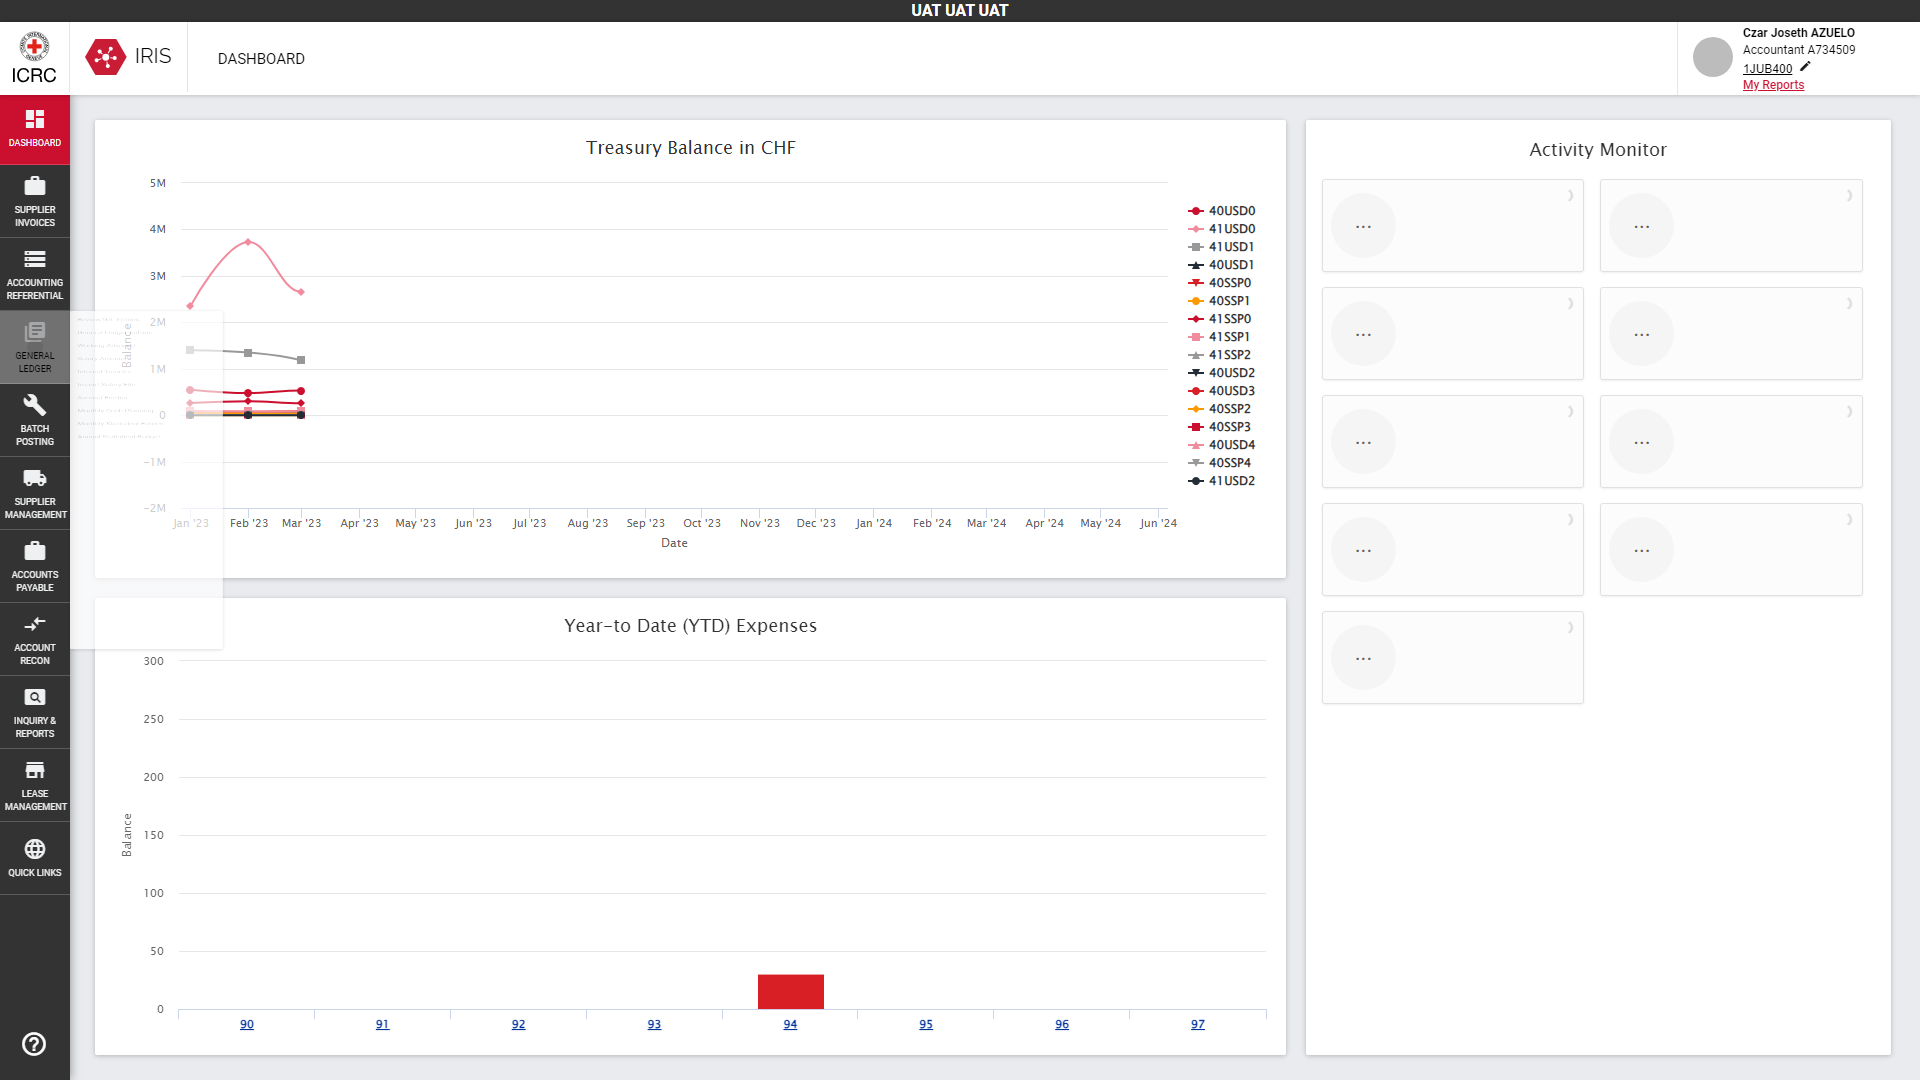 UAT UAT UAT
ICRC
IRIS
DASHBOARD
Czar Joseth AZUELO
Accountant A734509
1JUB400
My Reports
DASHBOARD
SUPPLIER
INVOICES
ACCOUNTING
REFERENTIAL
GENERAL
LEDGER
BATCH
POSTING
SUPPLIER
MANAGEMENT
ACCOUNTS
PAYABLE
ACCOUNT
RECON
INQUIRY &
REPORTS
LEASE
MANAGEMENT
QUICK LINKS
Treasury Balance in CHF
5M
4M
3M
2M
1M
0
-1M
-2M
Balance
Jan '23
Feb '23
Mar '23
Apr '23
May '23
Jun '23
Jul '23
Aug '23
Sep '23
Oct '23
Nov '23
Dec '23
Jan '24
Feb '24
Mar '24
Apr '24
May '24
Jun '24
Date
40USD0
41USD0
41USD1
40USD1
40SSP0
40SSP1
41SSP0
41SSP1
41SSP2
40USD2
40USD3
40SSP2
40SSP3
40USD4
40SSP4
41USD2
Year-to Date (YTD) Expenses
300
250
200
150
100
50
0
Balance
90
91
92
93
94
95
96
97
Activity Monitor
...
...
...
...
...
...
...
...
...